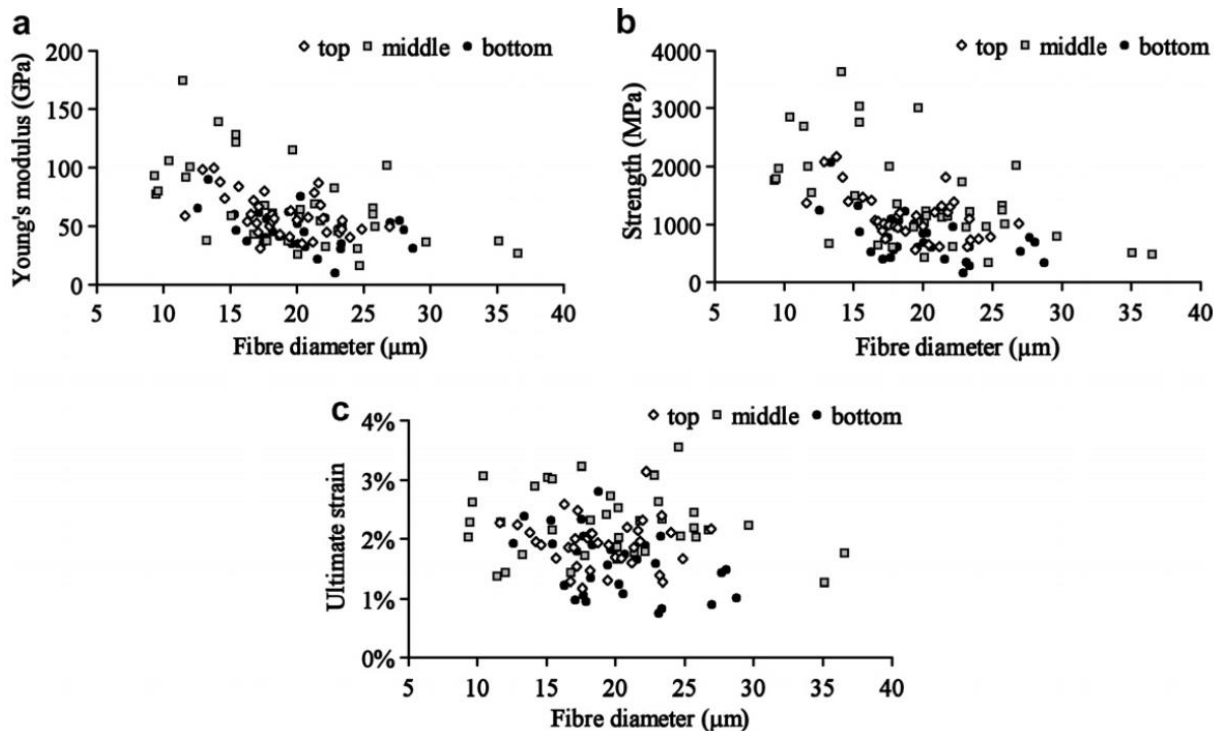 a
top middle bottom
200
150
100
50
0
Young's modulus (GPa)
5 10 15 20 25 30 35 40
Fibre diameter (μm)
b
top middle bottom
4000
3000
2000
1000
0
Strength (MPa)
5 10 15 20 25 30 35 40
Fibre diameter (μm)
c
top middle bottom
4%
3%
2%
1%
0%
Ultimate strain
5 10 15 20 25 30 35 40
Fibre diameter (μm)